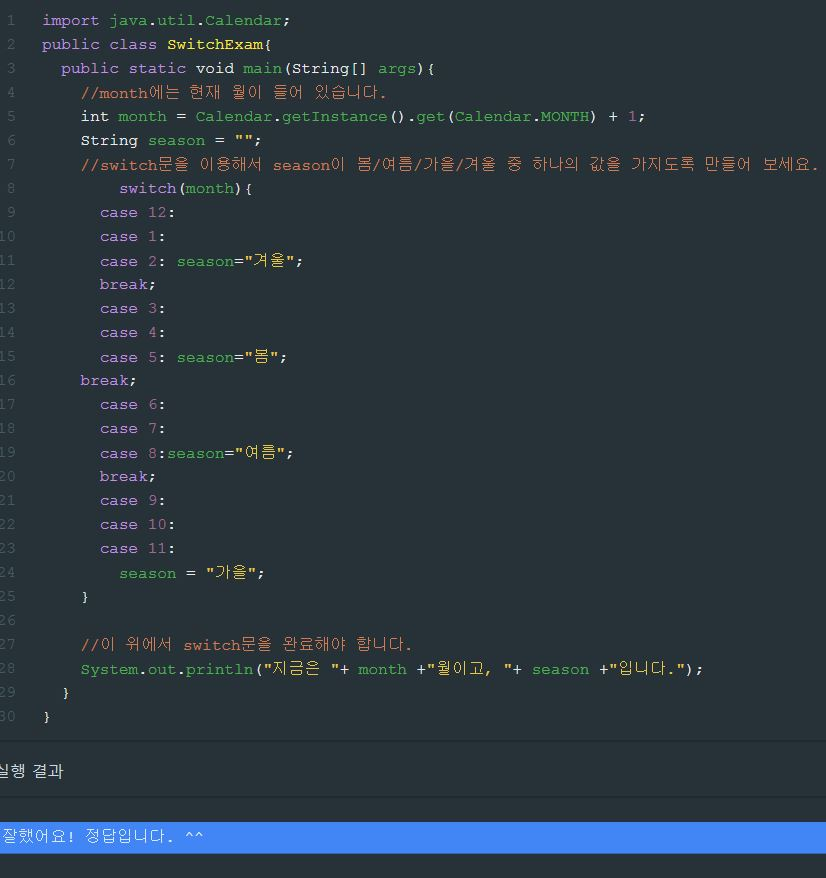 1 import java.util.Calendar;
2 public class SwitchExam{
3 public static void main(String[] args){
4 //month에는 현재 월이 들어 있습니다.
5 int month = Calendar.getInstance().get(Calendar.MONTH) + 1;
6 String season = "";
7 //switch문을 이용해서 season이 봄/여름/가을/겨울 중 하나의 값을 가지도록 만들어 보세요.
8 switch(month){
9 case 12:
10 case 1:
11 case 2: season="겨울";
12 break;
13 case 3:
14 case 4:
15 case 5: season="봄";
16 break;
17 case 6:
18 case 7:
19 case 8:season="여름";
20 break;
21 case 9:
22 case 10:
23 case 11:
24 season = "가을";
25 }
26
27 //이 위에서 switch문을 완료해야 합니다.
28 System.out.println("지금은 "+ month +"월이고, "+ season +"입니다.");
29 }
30 }
실행 결과
잘했어요! 정답입니다. ^^